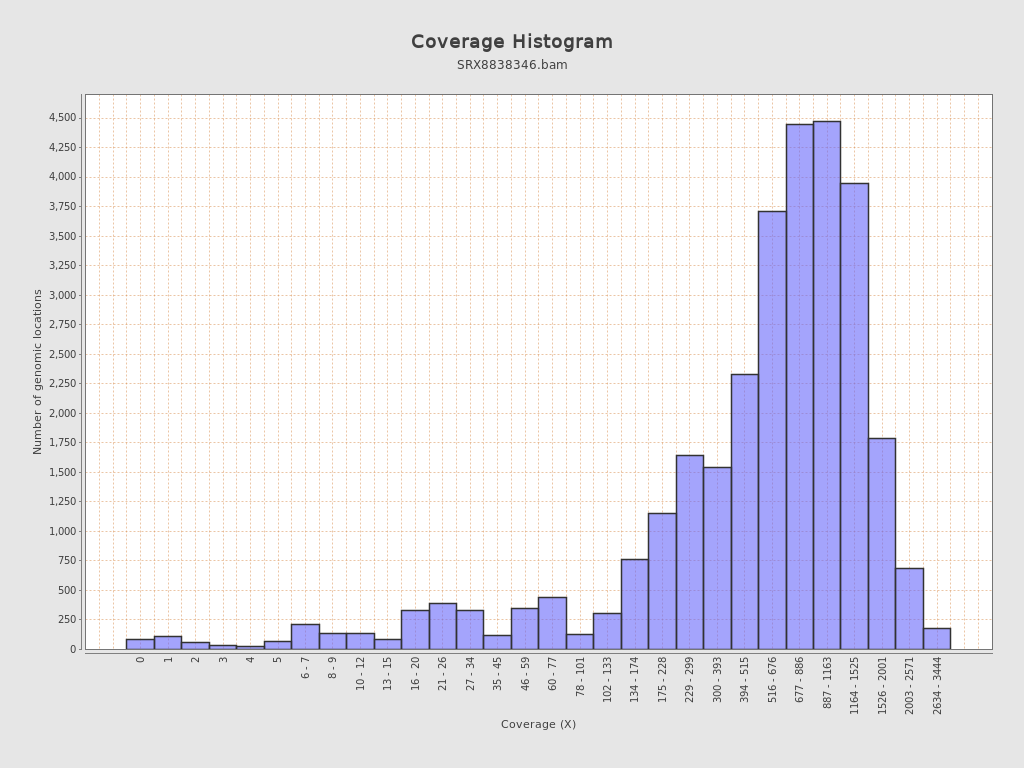 Coverage Histogram
SRX8838346.bam
Number of genomic locations
4,500
4,250
4,000
3,750
3,500
3,250
3,000
2,750
2,500
2,250
2,000
1,750
1,500
1,250
1,000
750
500
250
0
0
1
2
3
4
5
6 - 7
8 - 9
10 - 12
13 - 15
16 - 20
21 - 26
27 - 34
35 - 45
46 - 59
60 - 77
78 - 101
102 - 133
134 - 174
175 - 228
229 - 299
300 - 393
394 - 515
516 - 676
677 - 886
887 - 1163
1164 - 1525
1526 - 2001
2003 - 2571
2634 - 3444
Coverage (X)